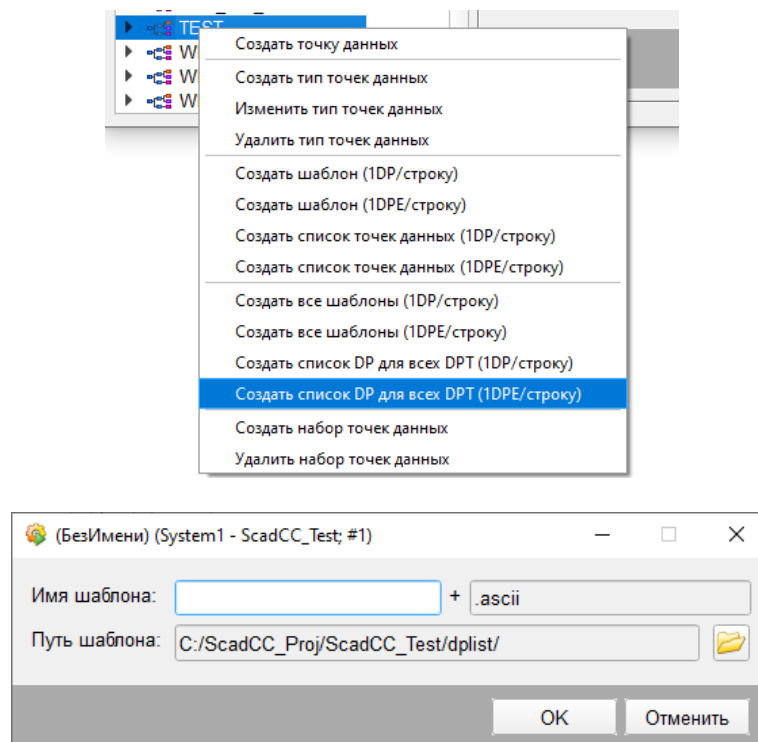 TEST
Создать точку данных
Создать тип точек данных
Изменить тип точек данных
Удалить тип точек данных
Создать шаблон (1DP/строку)
Создать шаблон (1DPE/строку)
Создать список точек данных (1DP/строку)
Создать список точек данных (1DPE/строку)
Создать все шаблоны (1DP/строку)
Создать все шаблоны (1DPE/строку)
Создать список DP для всех DPT (1DP/строку)
Создать список DP для всех DPT (1DPE/строку)
Создать набор точек данных
Удалить набор точек данных
(БезИмени) (System1 - ScadCC_Test; #1)
Имя шаблона: + .ascii
Путь шаблона: C:/ScadCC_Proj/ScadCC_Test/dplist/
OK Отменить